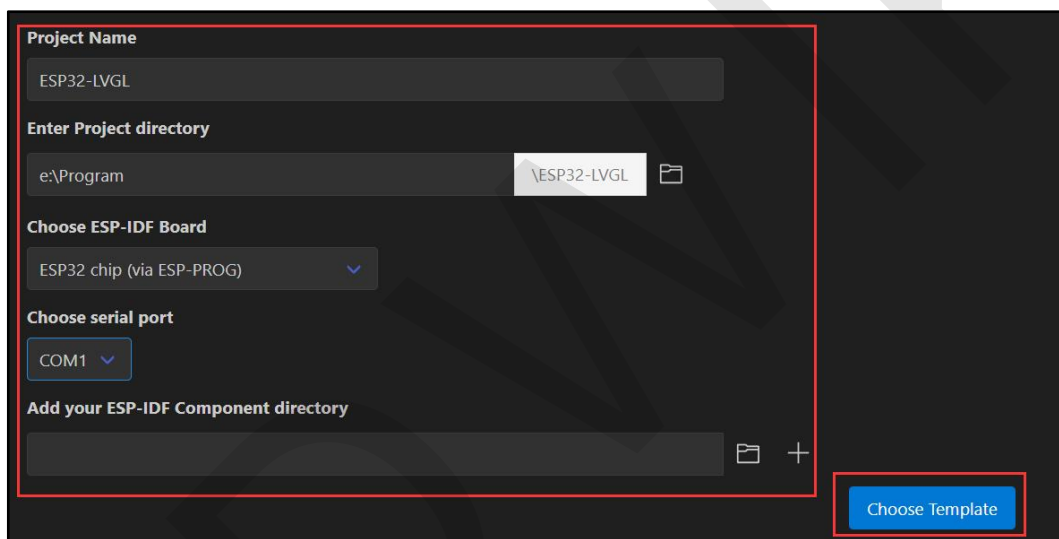 Project Name
ESP32-LVGL
Enter Project directory
e:\Program \ESP32-LVGL
Choose ESP-IDF Board
ESP32 chip (via ESP-PROG)
Choose serial port
COM1
Add your ESP-IDF Component directory
Choose Template